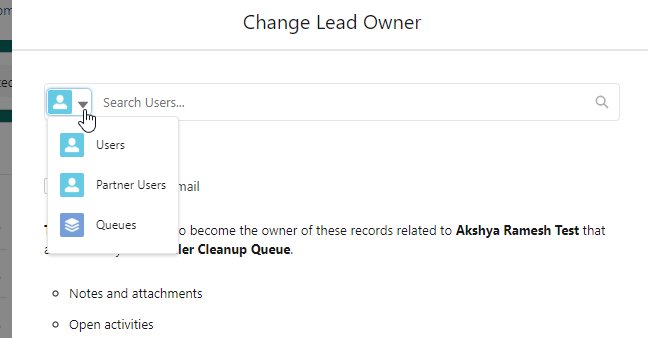 Change Lead Owner
Search Users...
Users
Partner Users
mail
Queues
to become the owner of these records related to Akshya Ramesh Test that
ler Cleanup Queue.
Notes and attachments
Open activities